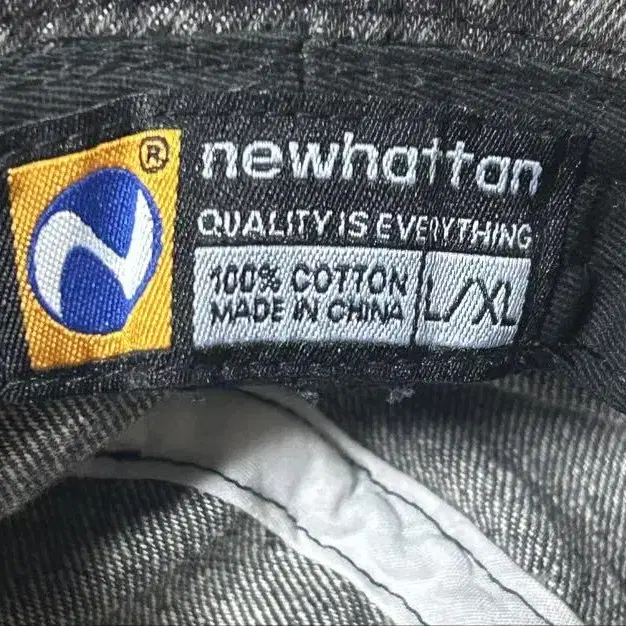 ®
newhattan
QUALITY IS EVERYTHING
100% COTTON
MADE IN CHINA
L/XL